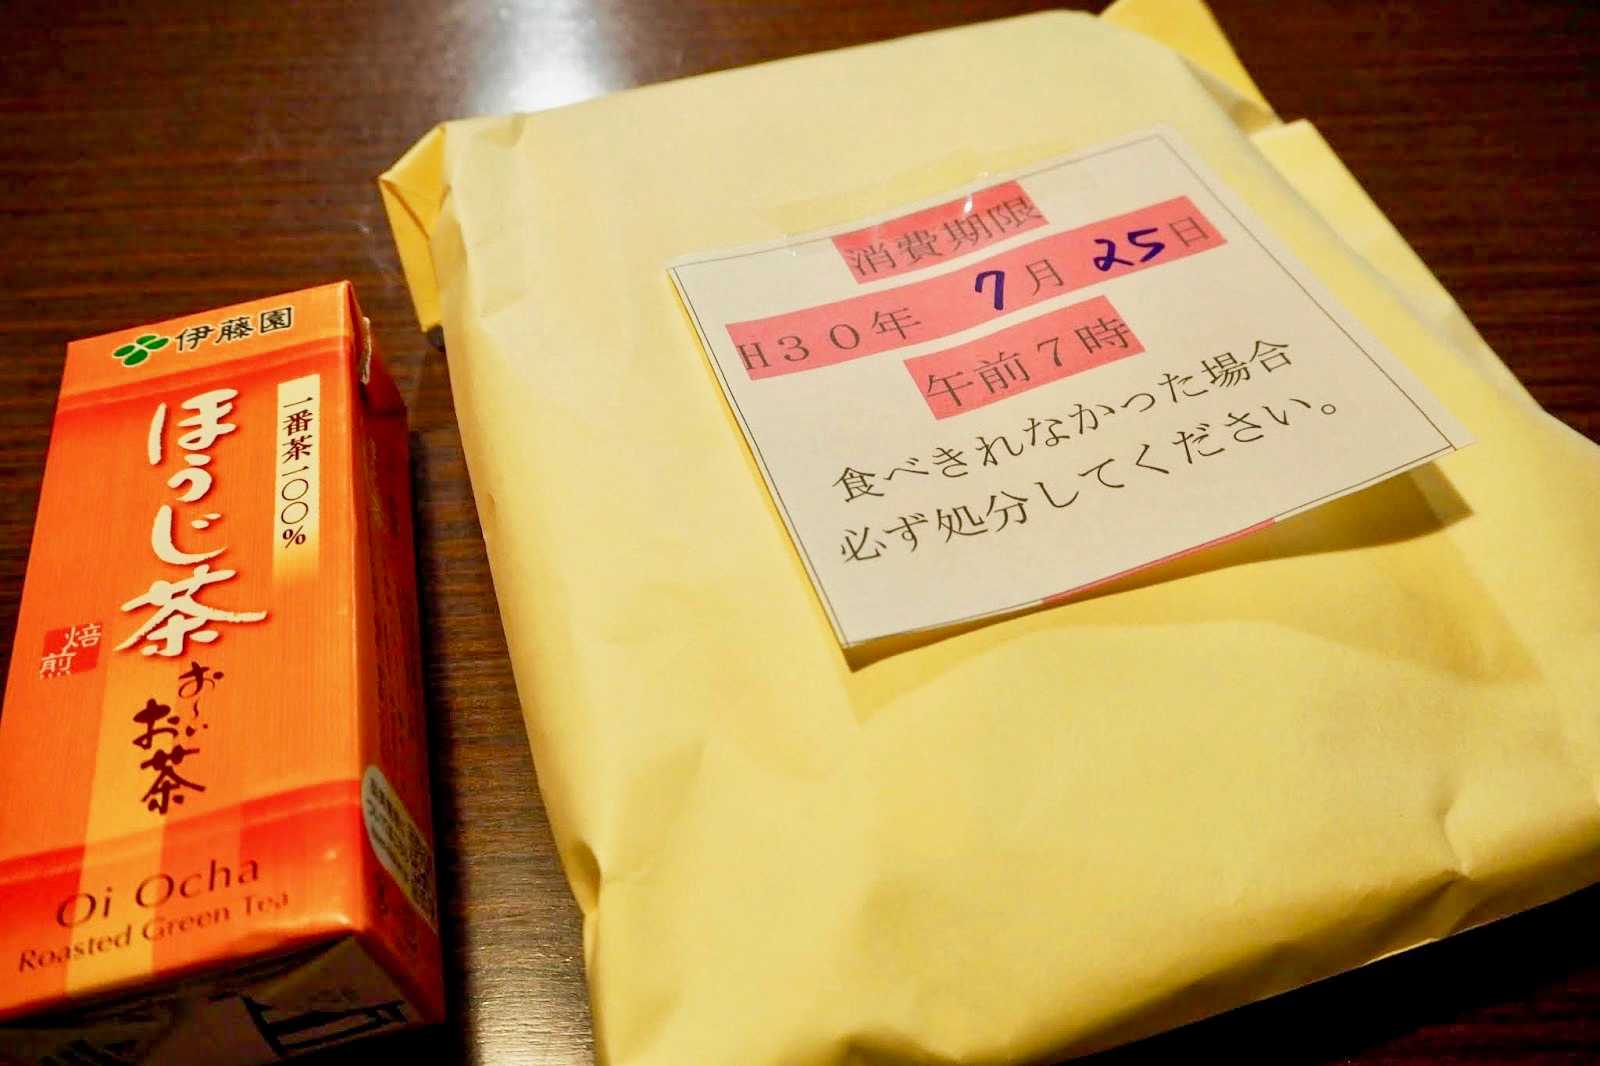 伊藤園
一番茶一〇〇%
ほうじ茶
焙煎
お～いお茶
Oi Ocha
Roasted Green Tea
消費期限
H３０年 7月 25日
午前７時
食べきれなかった場合
必ず処分してください。